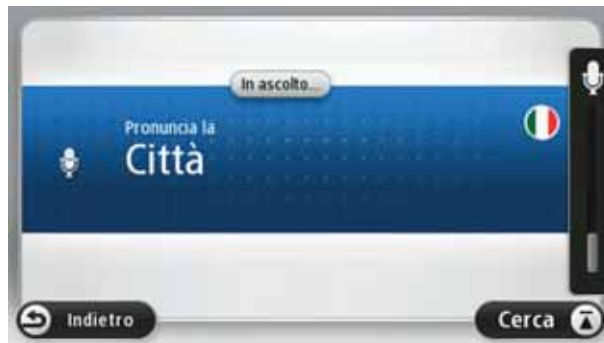 In ascolto...
Pronuncia la
Città
Indietro
Cerca